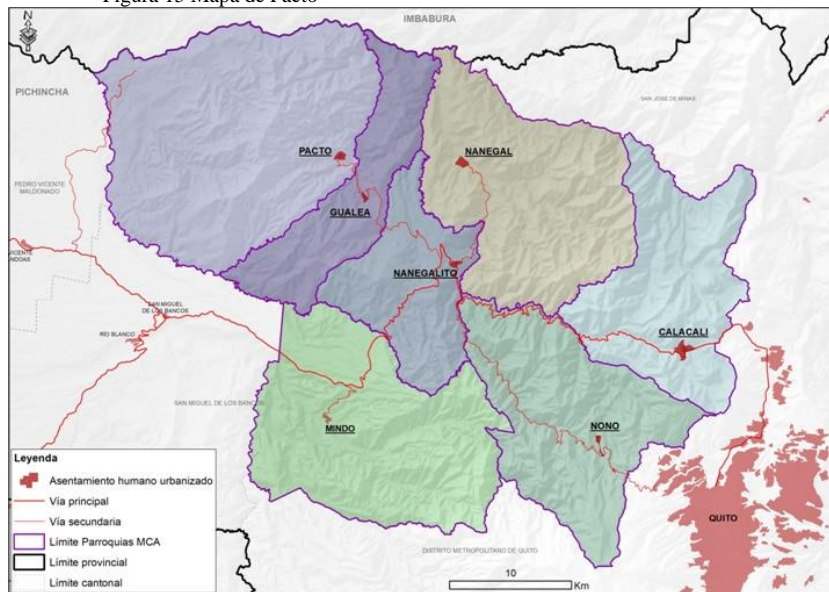 Figura 15 Mapa de Pacto
N
IMBABURA
PICHINCHA
SAN JOSÉ DE MINAS
PACTO
NANEGAL
PEDRO VICENTE
MALDONADO
GUALEA
VICENTE
NANEGALITO
SAN MIGUEL
DE LOS BANCOS
RÍO BLANCO
CALACALI
SAN MIGUEL DE LOS BANCOS
MINDO
NONO
QUITO
DISTRITO METROPOLITANO DE QUITO
Leyenda
Asentamiento humano urbanizado
Vía principal
Vía secundaria
Límite Parroquias MCA
Límite provincial
Límite cantonal
10
Km